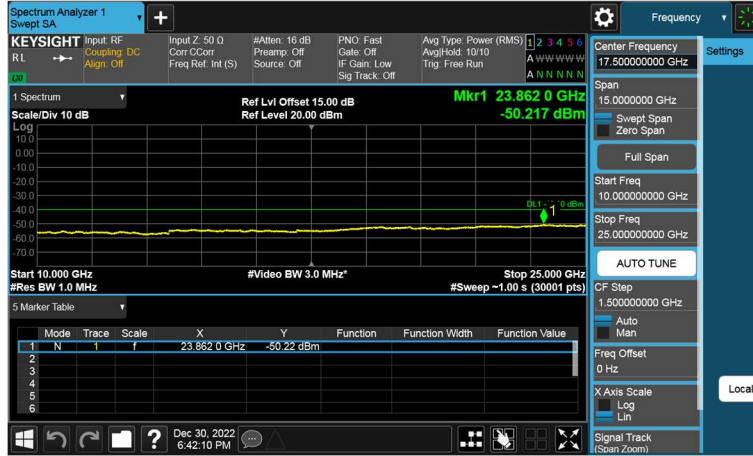 Spectrum Analyzer 1
Swept SA
+
Frequency
KEYSIGHT
Input: RF
Coupling: DC
Align: Off
RL
LXI
Input Z: 50 Ω
Corr CCorr
Freq Ref: Int (S)
#Atten: 16 dB
Preamp: Off
Source: Off
PNO: Fast
Gate: Off
IF Gain: Low
Sig Track: Off
Avg Type: Power (RMS)
Avg|Hold: 10/10
Trig: Free Run
1 2 3 4 5 6
A W W W W W
A N N N N N
1 Spectrum
Scale/Div 10 dB
Ref Lvl Offset 15.00 dB
Ref Level 20.00 dBm
Mkr1 23.862 0 GHz
-50.217 dBm
Log
10.0
0.00
-10.0
-20.0
-30.0
-40.0
-50.0
-60.0
-70.0
1
Start 10.000 GHz
#Res BW 1.0 MHz
#Video BW 3.0 MHz*
Stop 25.000 GHz
#Sweep ~1.00 s (30001 pts)
5 Marker Table
Mode Trace Scale X Y Function Function Width Function Value
1 N 1 f 23.862 0 GHz -50.22 dBm
2
3
4
5
6
Center Frequency
17.500000000 GHz
Settings
Span
15.0000000 GHz
Swept Span
Zero Span
Full Span
Start Freq
10.000000000 GHz
Stop Freq
25.000000000 GHz
AUTO TUNE
CF Step
1.500000000 GHz
Auto
Man
Freq Offset
0 Hz
X Axis Scale
Log
Lin
Local
Signal Track
(Span Zoom)
?
Dec 30, 2022
6:42:10 PM